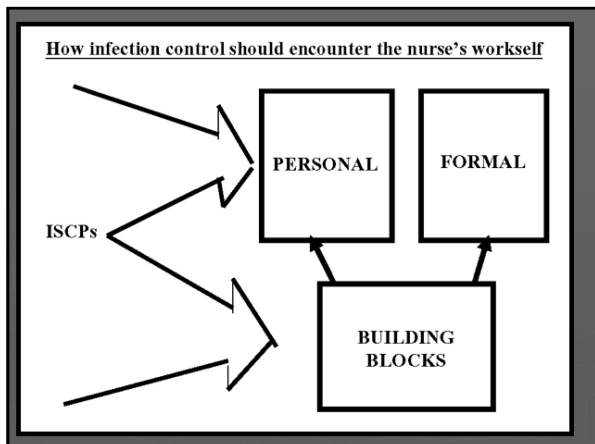 How infection control should encounter the nurse's workself
PERSONAL
FORMAL
ISCPs
BUILDING
BLOCKS